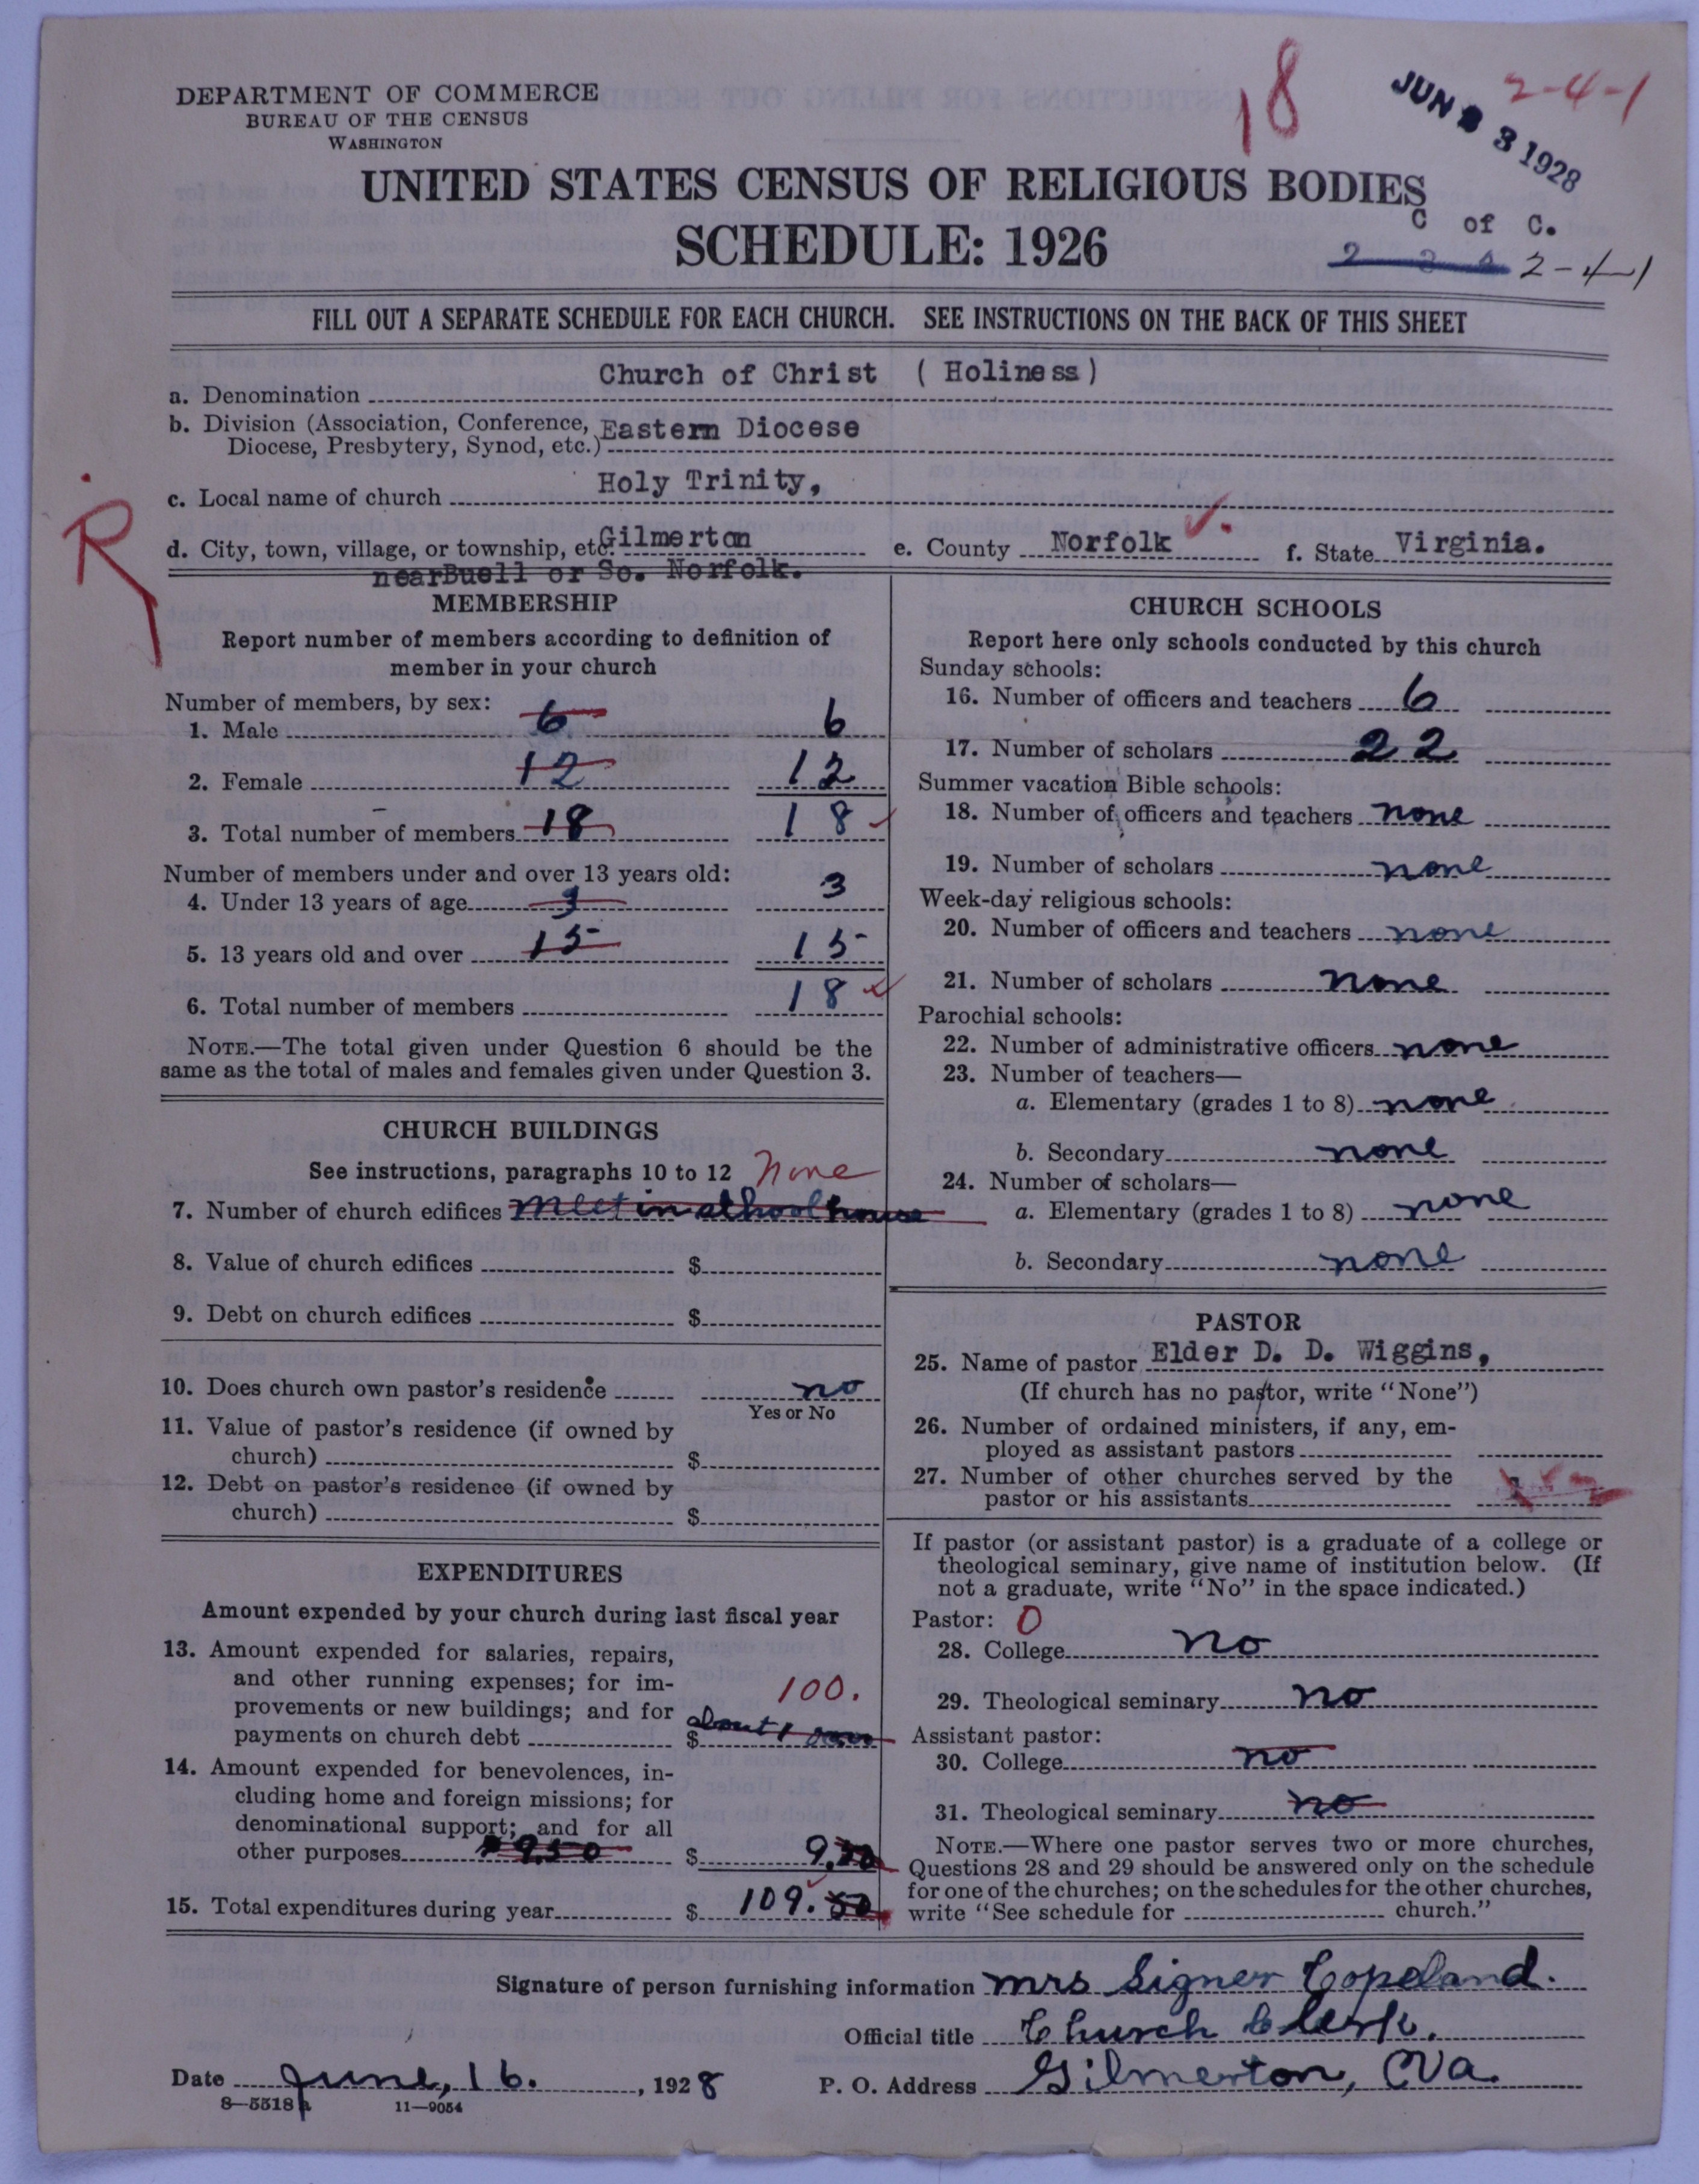 DEPARTMENT OF COMMERCE
BUREAU OF THE CENSUS
WASHINGTON
18
JUN 23 1928
2-4-1
UNITED STATES CENSUS OF RELIGIOUS BODIES
SCHEDULE: 1926
C of C.
2-4-1
FILL OUT A SEPARATE SCHEDULE FOR EACH CHURCH. SEE INSTRUCTIONS ON THE BACK OF THIS SHEET
a. Denomination Church of Christ (Holiness)
b. Division (Association, Conference, Eastern Diocese
Diocese, Presbytery, Synod, etc.)
c. Local name of church Holy Trinity,
d. City, town, village, or township, etc. Gilmerton e. County Norfolk f. State Virginia.
near Buell or So. Norfolk.
R
MEMBERSHIP
Report number of members according to definition of
member in your church
Number of members, by sex:
1. Male 6 6
2. Female 12 12
3. Total number of members 18 18
Number of members under and over 13 years old:
4. Under 13 years of age 3 3
5. 13 years old and over 15 15
6. Total number of members 18
NOTE.—The total given under Question 6 should be the
same as the total of males and females given under Question 3.
CHURCH BUILDINGS
See instructions, paragraphs 10 to 12 None
7. Number of church edifices meet in school house
8. Value of church edifices $
9. Debt on church edifices $
10. Does church own pastor's residence no
Yes or No
11. Value of pastor's residence (if owned by
church) $
12. Debt on pastor's residence (if owned by
church) $
EXPENDITURES
Amount expended by your church during last fiscal year
13. Amount expended for salaries, repairs,
and other running expenses; for im-
provements or new buildings; and for 100.
payments on church debt $ about
14. Amount expended for benevolences, in-
cluding home and foreign missions; for
denominational support; and for all
other purposes $9.50 $ 9.50
15. Total expenditures during year $ 109.50
CHURCH SCHOOLS
Report here only schools conducted by this church
Sunday schools:
16. Number of officers and teachers 6
17. Number of scholars 22
Summer vacation Bible schools:
18. Number of officers and teachers none
19. Number of scholars none
Week-day religious schools:
20. Number of officers and teachers none
21. Number of scholars none
Parochial schools:
22. Number of administrative officers none
23. Number of teachers—
a. Elementary (grades 1 to 8) none
b. Secondary none
24. Number of scholars—
a. Elementary (grades 1 to 8) none
b. Secondary none
PASTOR
25. Name of pastor Elder D. D. Wiggins,
(If church has no pastor, write "None")
26. Number of ordained ministers, if any, em-
ployed as assistant pastors
27. Number of other churches served by the
pastor or his assistants
If pastor (or assistant pastor) is a graduate of a college or
theological seminary, give name of institution below. (If
not a graduate, write "No" in the space indicated.)
Pastor: 0
28. College no
29. Theological seminary no
Assistant pastor:
30. College no
31. Theological seminary no
NOTE.—Where one pastor serves two or more churches,
Questions 28 and 29 should be answered only on the schedule
for one of the churches; on the schedules for the other churches,
write "See schedule for church."
Signature of person furnishing information Mrs Signer Copeland.
Official title Church Clerk.
Date June, 16. , 1928 P. O. Address Gilmerton, Va.
8-5518a 11-9054